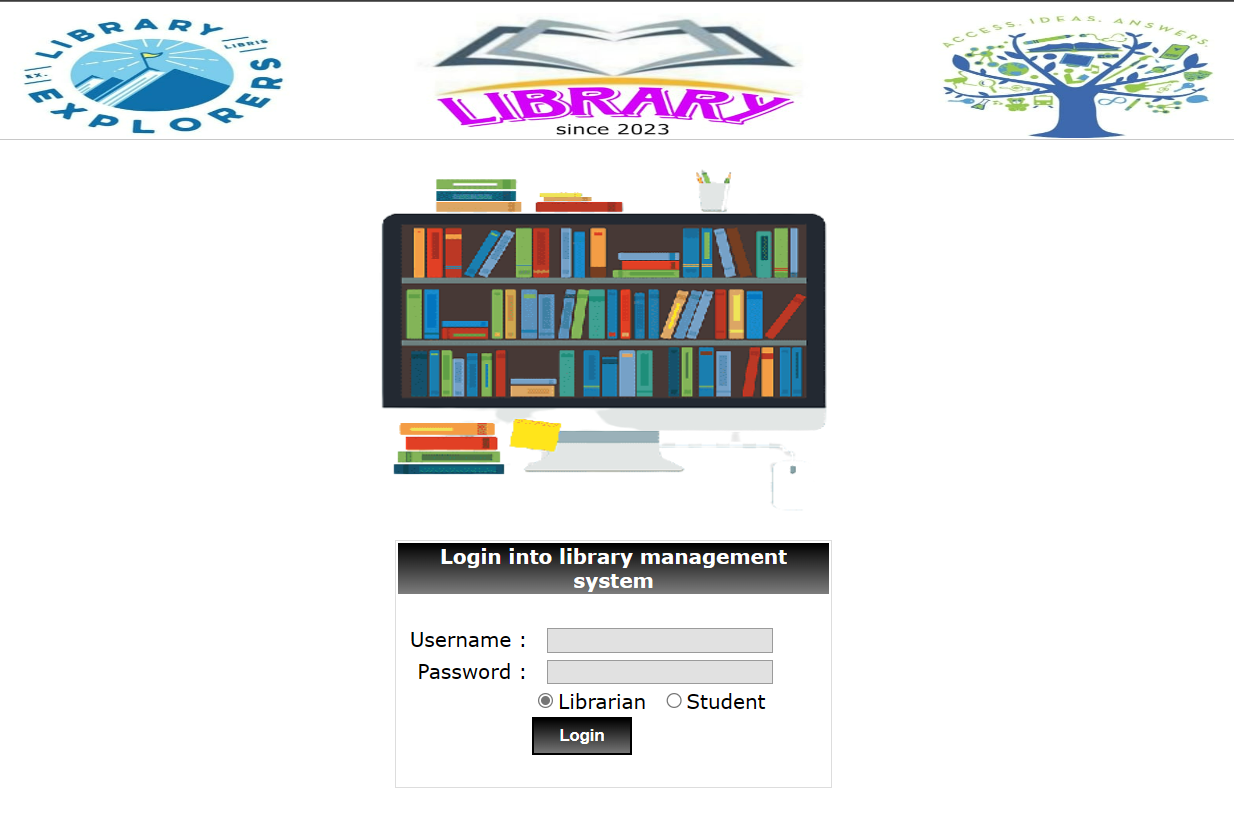 LIBRARY
EX.
LIBRIS
EXPLORERS
LIBRARY
since 2023
ACCESS. IDEAS. ANSWERS.
Login into library management
system
Username :
Password :
Librarian Student
Login